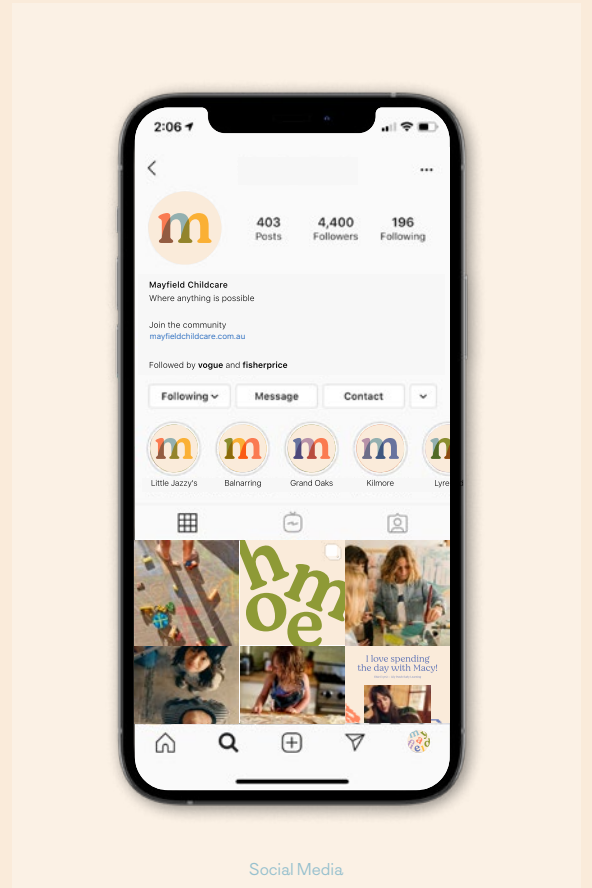 2:06
m
403 4,400 196
Posts Followers Following
Mayfield Childcare
Where anything is possible
Join the community
mayfieldchildcare.com.au
Followed by vogue and fisherprice
Following Message Contact
m m m m m
Little Jazzy's Balnarring Grand Oaks Kilmore Lyre
h
m
o
e
I love spending
the day with Macy!
Social Media